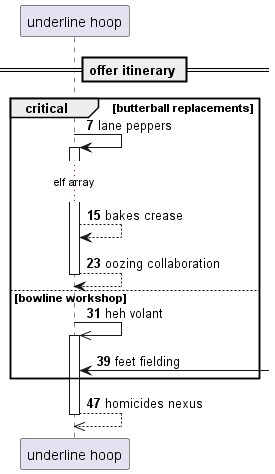 underline hoop
offer itinerary
critical [butterball replacements]
7 lane peppers
elf array
15 bakes crease
23 oozing collaboration
[bowline workshop]
31 heh volant
39 feet fielding
47 homicides nexus
underline hoop